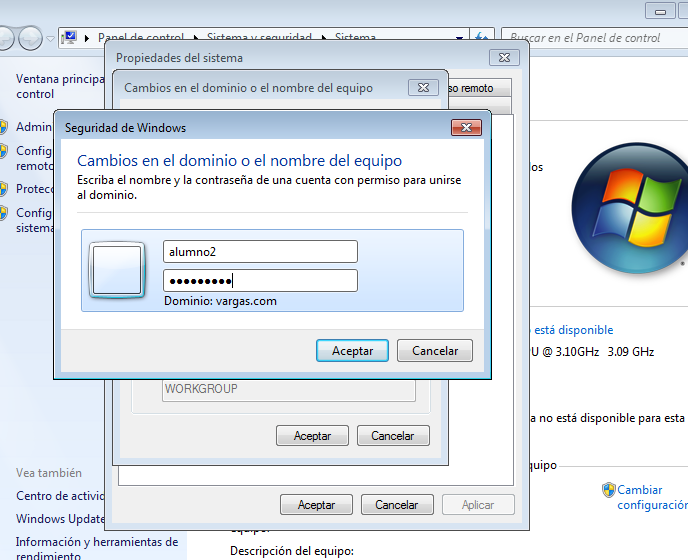 Panel de control ▸ Sistema y seguridad ▸ Sistema
Buscar en el Panel de control
Ventana principal
control
Admin
Config
remoto
Protec
Config
sistema
Vea también
Centro de activid
Windows Update
Información y herramientas de
rendimiento
Propiedades del sistema
so remoto
Cambios en el dominio o el nombre del equipo
Seguridad de Windows
Cambios en el dominio o el nombre del equipo
Escriba el nombre y la contraseña de una cuenta con permiso para unirse
al dominio.
alumno2
●●●●●●●●●
Dominio: vargas.com
Aceptar
Cancelar
WORKGROUP
Aceptar
Cancelar
Aceptar
Cancelar
Aplicar
dos
está disponible
PU @ 3.10GHz 3.09 GHz
a no está disponible para esta
quipo
Cambiar
configuración
equipo:
Descripción del equipo: